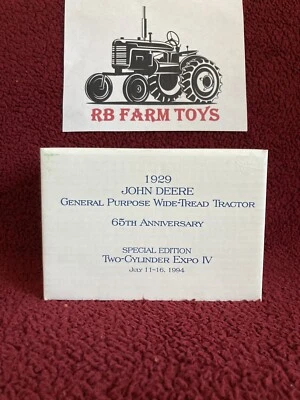 RB FARM TOYS
1929
JOHN DEERE
GENERAL PURPOSE WIDE-TREAD TRACTOR
65TH ANNIVERSARY
SPECIAL EDITION
TWO-CYLINDER EXPO IV
JULY 11-16, 1994